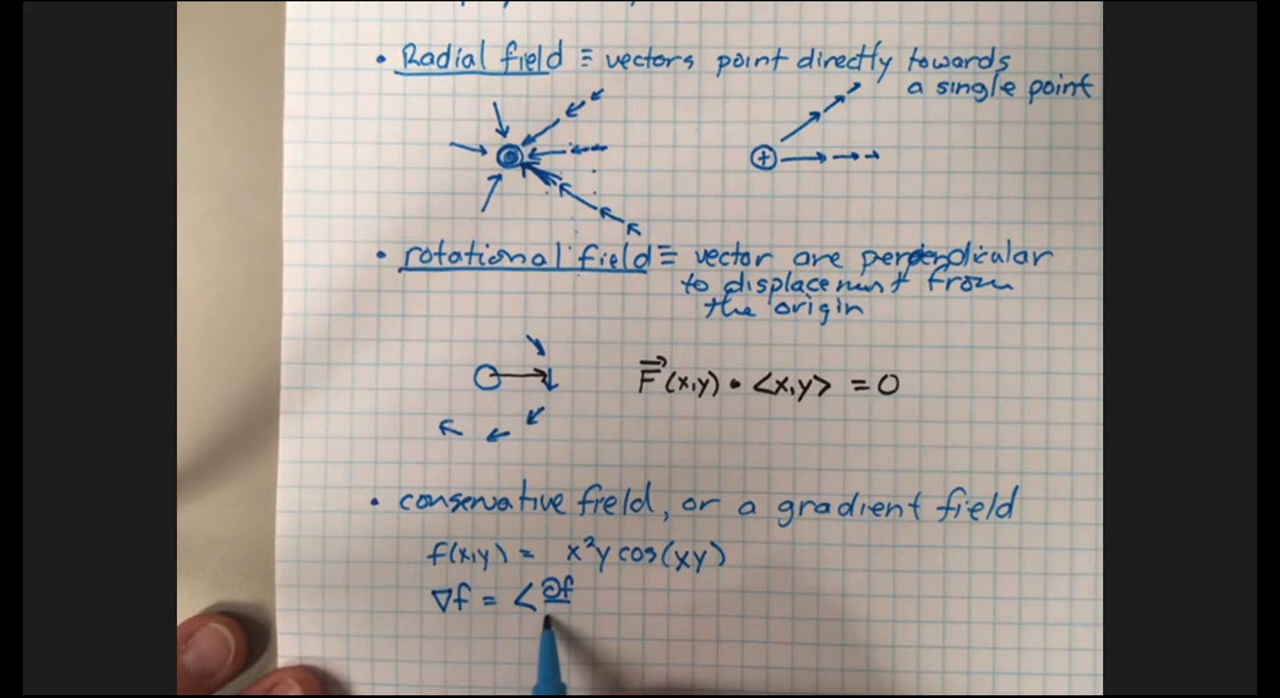 • Radial field ≡ vectors point directly towards
a single point
+
• rotational field ≡ vector are perpendicular
to displacement from
the origin
F⃗(x,y) • <x,y> = 0
• conservative field, or a gradient field
f(x,y) = x²y cos(xy)
∇f = < ∂f